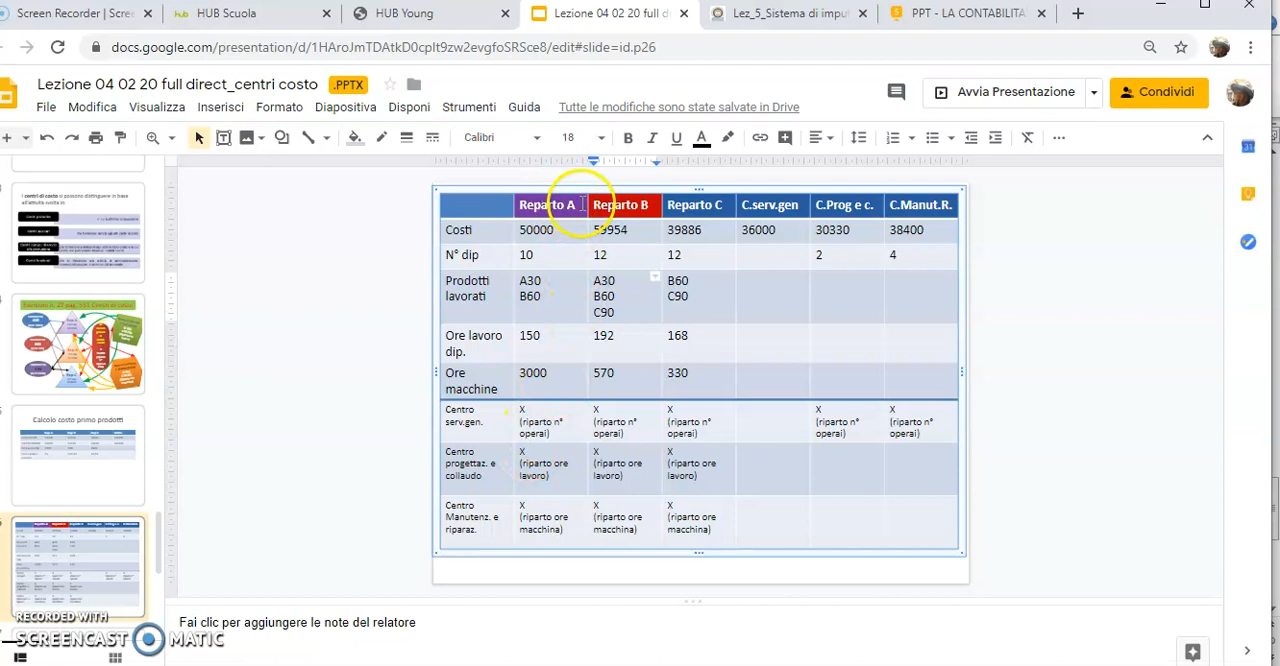 Screen Recorder | Screen
HUB Scuola
HUB Young
Lezione 04 02 20 full d
Lez_5_Sistema di impu
PPT - LA CONTABILITA
docs.google.com/presentation/d/1HAroJmTDAtkD0cplt9zw2evgfoSRSce8/edit#slide=id.p26
Lezione 04 02 20 full direct_centri costo .PPTX
File Modifica Visualizza Inserisci Formato Diapositiva Disponi Strumenti Guida Tutte le modifiche sono state salvate in Drive
Avvia Presentazione
Condividi
Calibri 18
Reparto A Reparto B Reparto C C.serv.gen C.Prog e c. C.Manut.R.
Costi 50000 59954 39886 36000 30330 38400
N° dip. 10 12 12 2 4
Prodotti lavorati A30 B60 A30 B60 C90 B60 C90
Ore lavoro dip. 150 192 168
Ore macchine 3000 570 330
Centro serv.gen X (riparto n° operai) X (riparto n° operai) X (riparto n° operai) X (riparto n° operai) X (riparto n° operai)
Centro progettaz. e collaudo X (riparto ore lavoro) X (riparto ore lavoro) X (riparto ore lavoro)
Centro Manutenz. e riparaz. X (riparto ore macchina) X (riparto ore macchina) X (riparto ore macchina)
Calcolo costo primo prodotti
Fai clic per aggiungere le note del relatore
RECORDED WITH
SCREENCAST MATIC